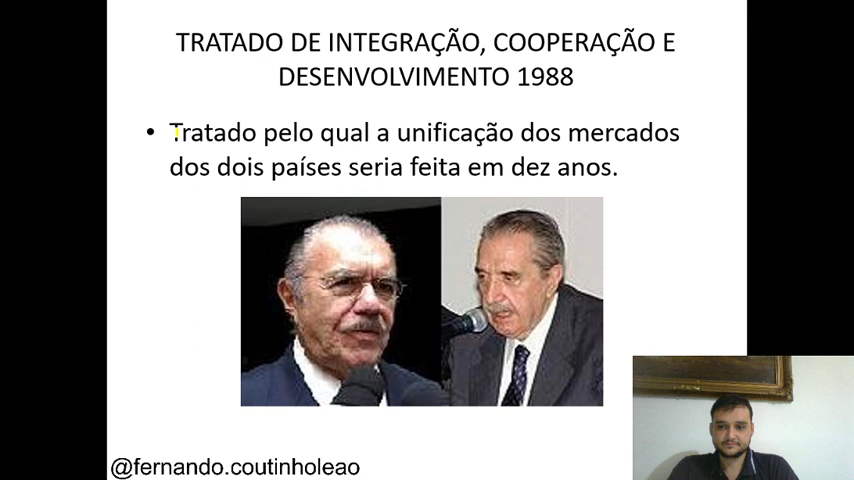 TRATADO DE INTEGRAÇÃO, COOPERAÇÃO E
DESENVOLVIMENTO 1988
• Tratado pelo qual a unificação dos mercados
dos dois países seria feita em dez anos.
@fernando.coutinholeao